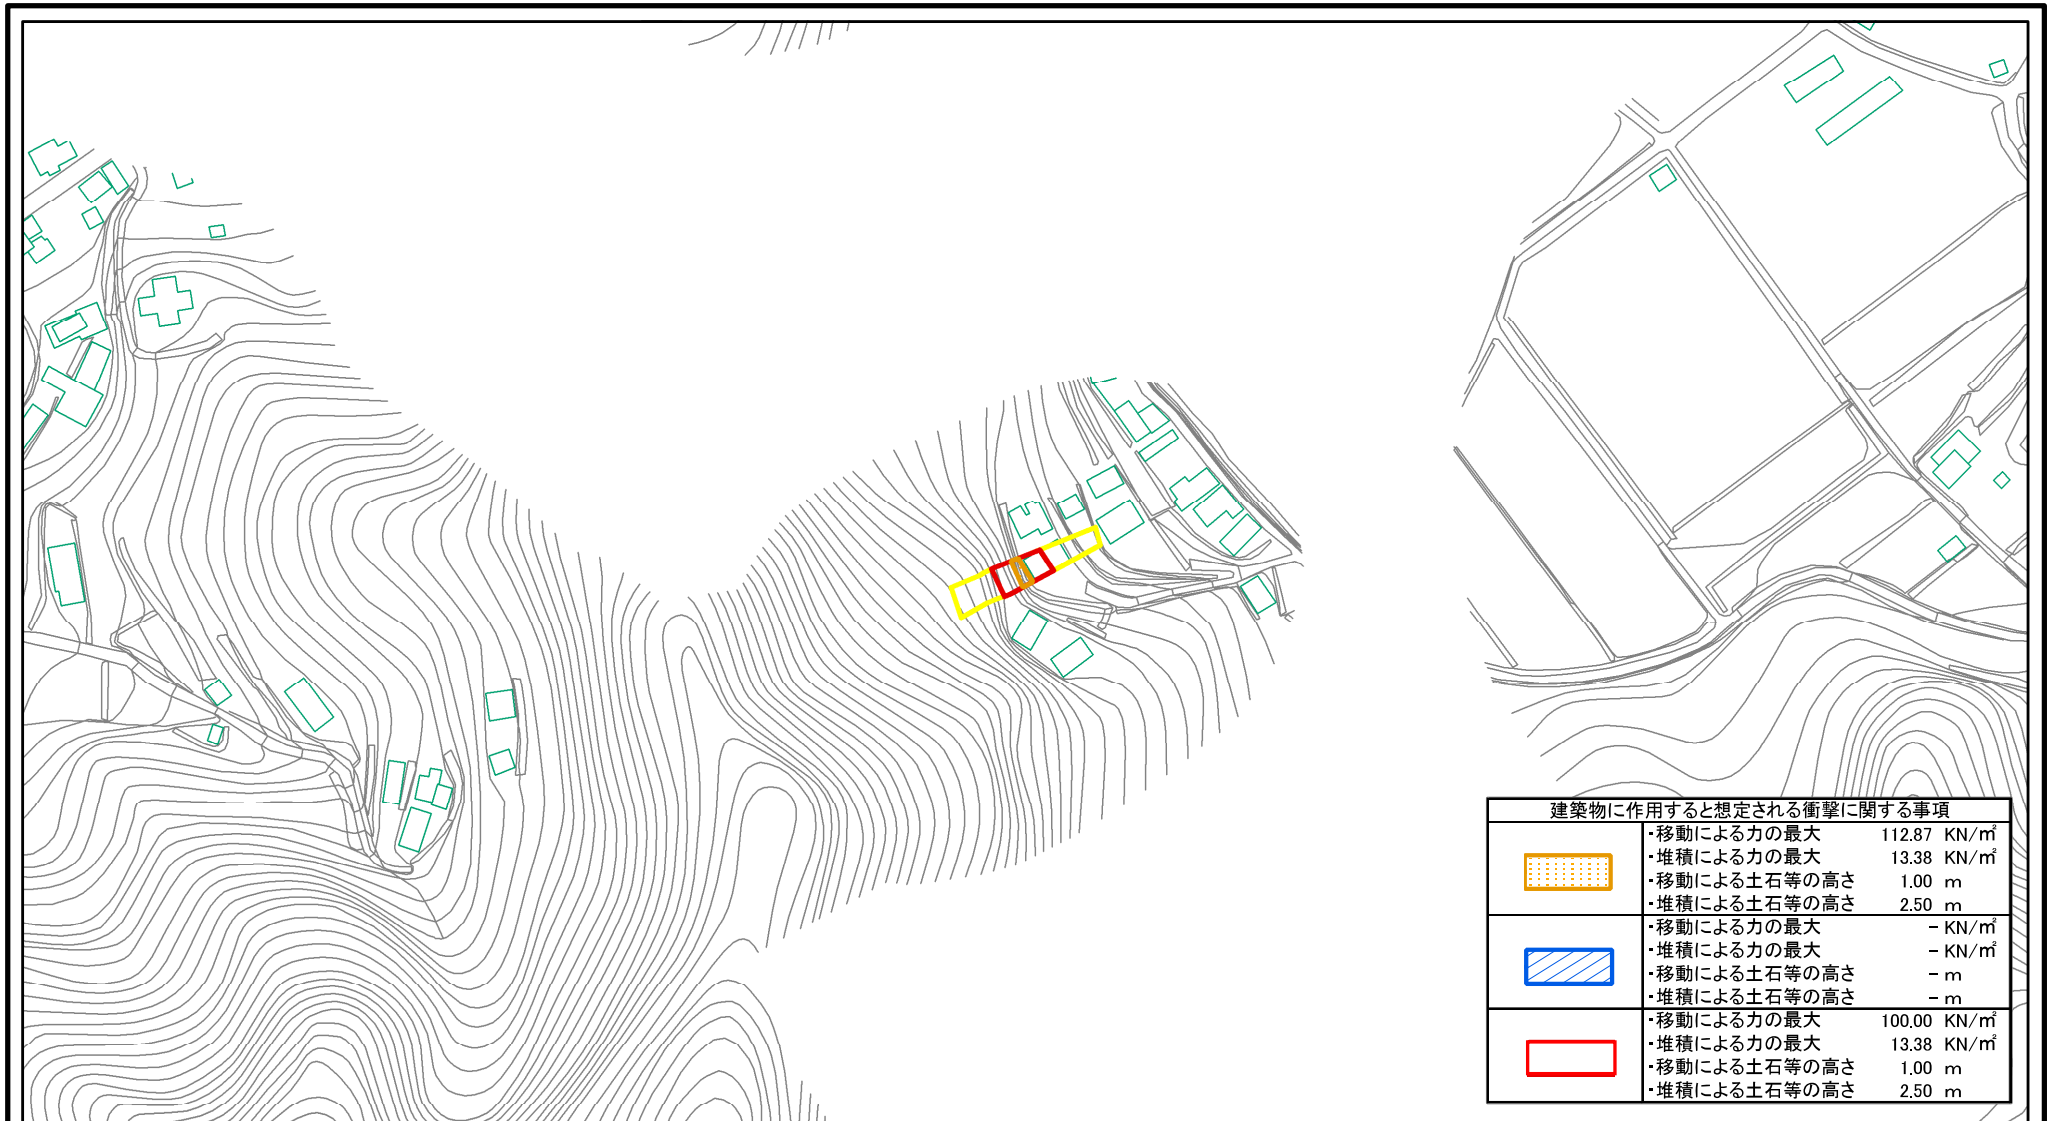 建築物に作用すると想定される衝撃に関する事項
・移動による力の最大 112.87 KN/㎡
・堆積による力の最大 13.38 KN/㎡
・移動による土石等の高さ 1.00 m
・堆積による土石等の高さ 2.50 m
・移動による力の最大 - KN/㎡
・堆積による力の最大 - KN/㎡
・移動による土石等の高さ - m
・堆積による土石等の高さ - m
・移動による力の最大 100.00 KN/㎡
・堆積による力の最大 13.38 KN/㎡
・移動による土石等の高さ 1.00 m
・堆積による土石等の高さ 2.50 m